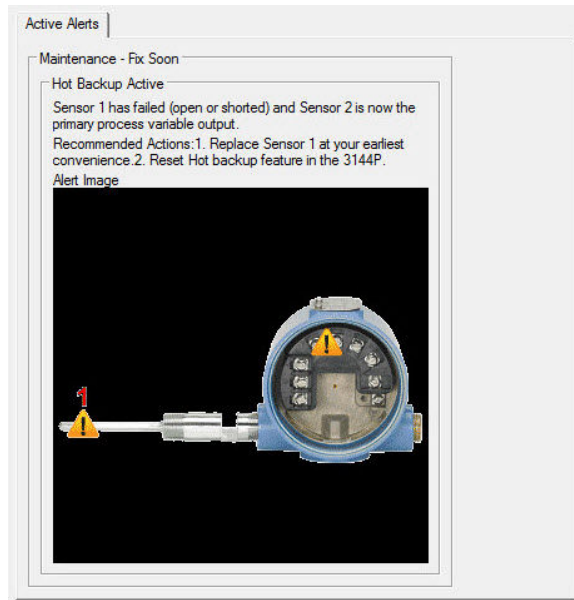 Active Alerts
Maintenance - Fix Soon
Hot Backup Active
Sensor 1 has failed (open or shorted) and Sensor 2 is now the
primary process variable output.
Recommended Actions:1. Replace Sensor 1 at your earliest
convenience.2. Reset Hot backup feature in the 3144P.
Alert Image
1